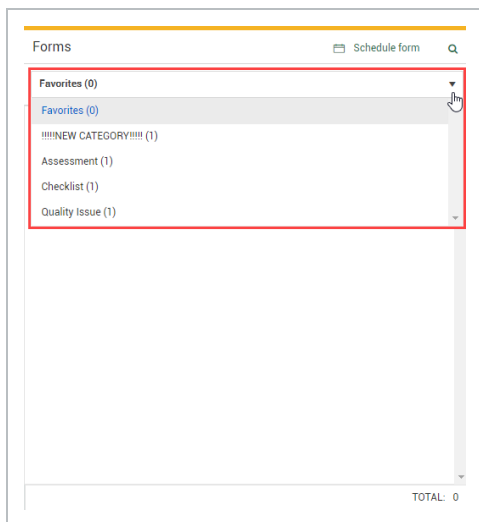 Forms
Schedule form
Favorites (0)
Favorites (0)
!!!!!NEW CATEGORY!!!!! (1)
Assessment (1)
Checklist (1)
Quality Issue (1)
TOTAL: 0